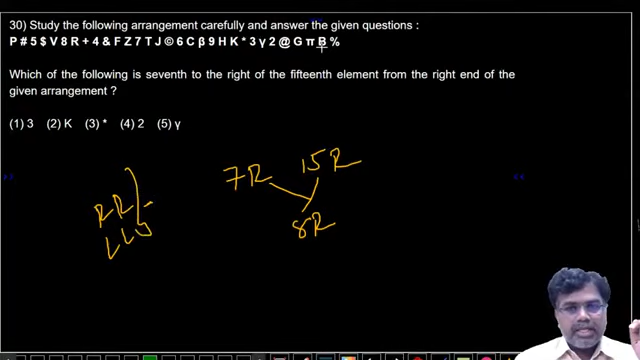 30) Study the following arrangement carefully and answer the given questions :
P # 5 $ V 8 R + 4 & F Z 7 T J © 6 C β 9 H K * 3 γ 2 @ G π B %
Which of the following is seventh to the right of the fifteenth element from the right end of the
given arrangement ?
(1) 3 (2) K (3) * (4) 2 (5) γ
7R 15R
RR
8R
LL